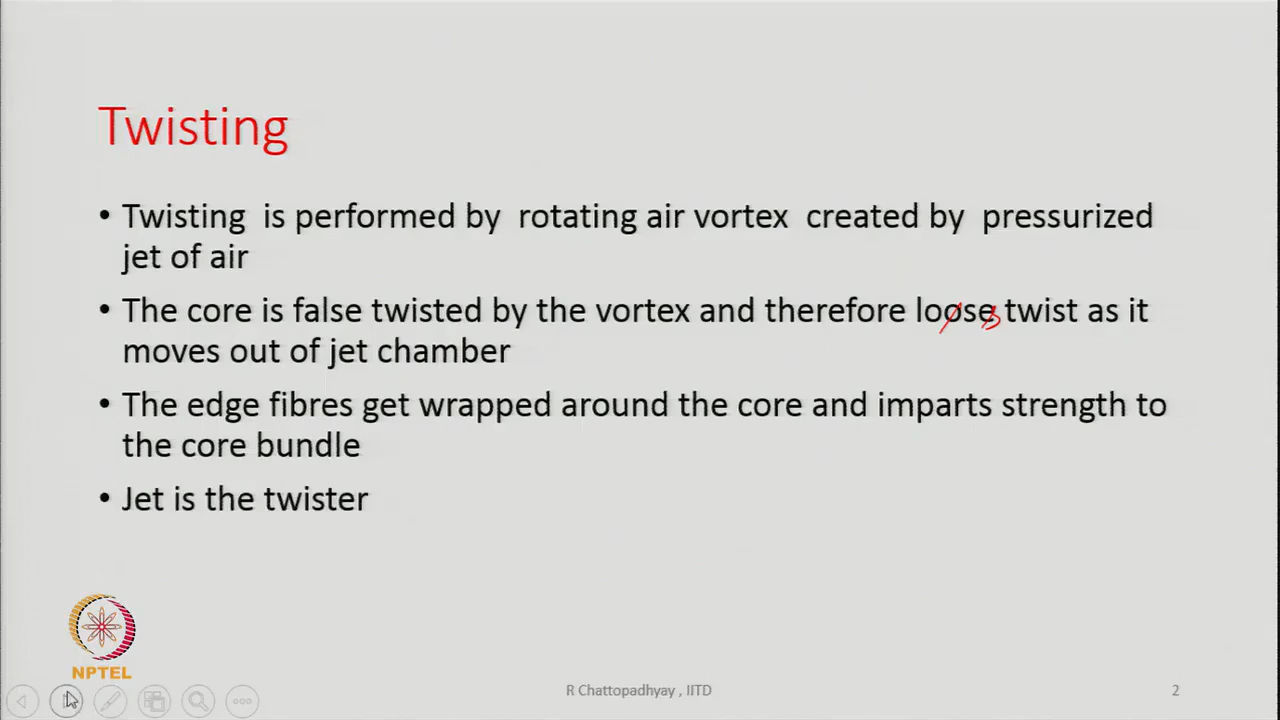 Twisting
• Twisting is performed by rotating air vortex created by pressurized
jet of air
• The core is false twisted by the vortex and therefore loose twist as it
moves out of jet chamber
• The edge fibres get wrapped around the core and imparts strength to
the core bundle
• Jet is the twister
NPTEL
R Chattopadhyay , IITD
2